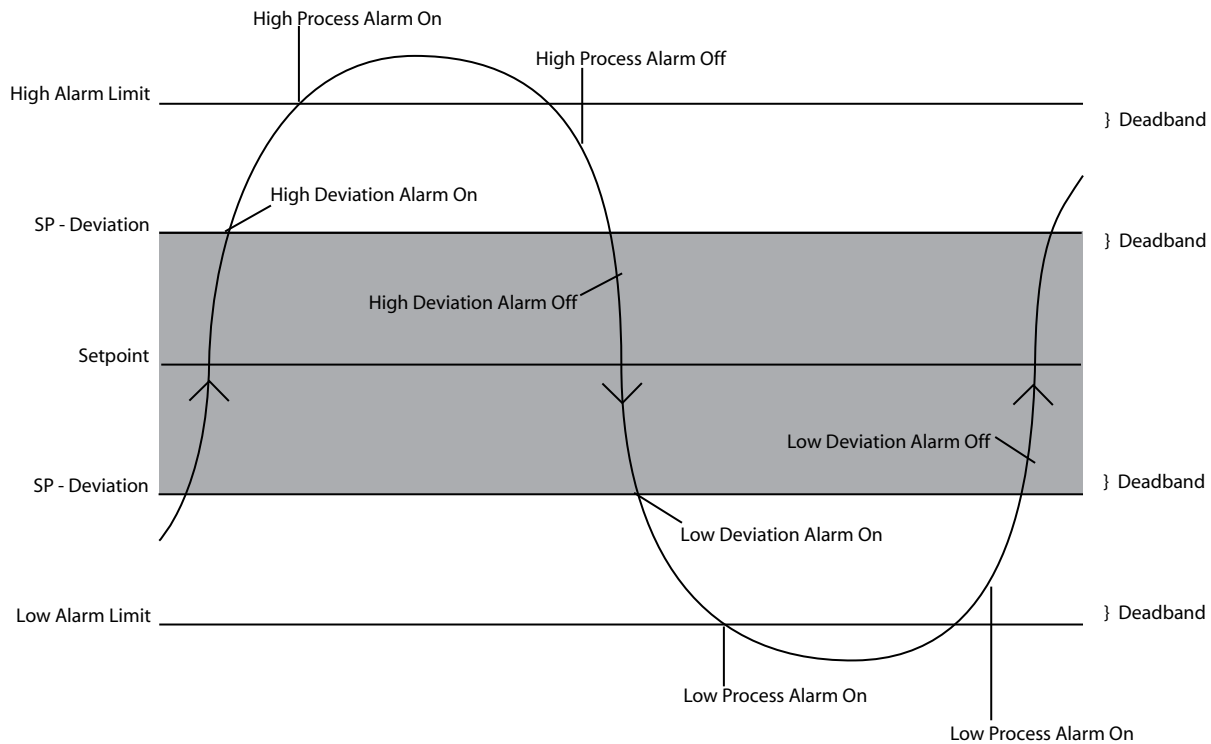 High Process Alarm On
High Process Alarm Off
High Alarm Limit
} Deadband
High Deviation Alarm On
SP - Deviation
} Deadband
High Deviation Alarm Off
Setpoint
Low Deviation Alarm Off
SP - Deviation
} Deadband
Low Deviation Alarm On
Low Alarm Limit
} Deadband
Low Process Alarm On
Low Process Alarm On